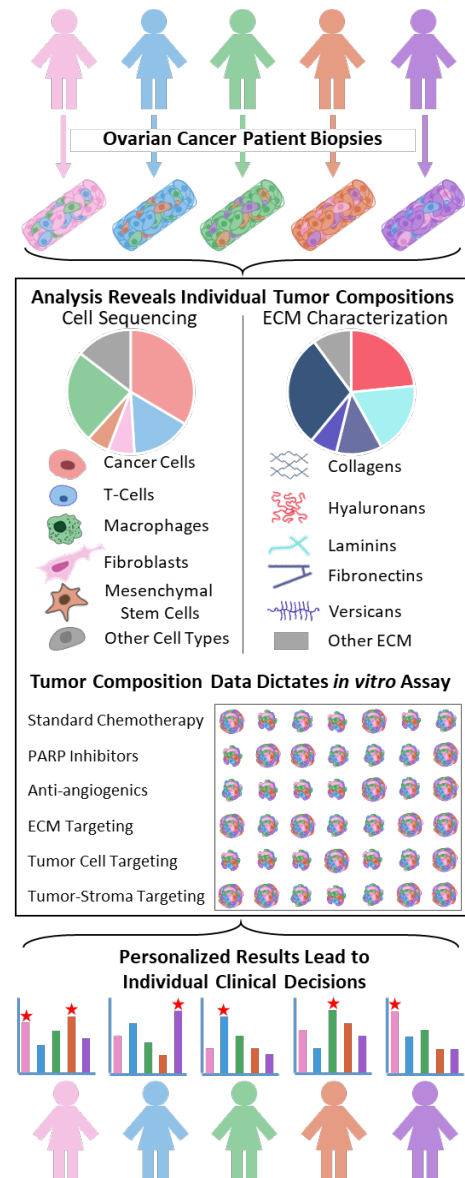 Ovarian Cancer Patient Biopsies
Analysis Reveals Individual Tumor Compositions
Cell Sequencing
ECM Characterization
Cancer Cells
T-Cells
Macrophages
Fibroblasts
Mesenchymal
Stem Cells
Other Cell Types
Collagens
Hyaluronans
Laminins
Fibronectins
Versicans
Other ECM
Tumor Composition Data Dictates in vitro Assay
Standard Chemotherapy
PARP Inhibitors
Anti-angiogenics
ECM Targeting
Tumor Cell Targeting
Tumor-Stroma Targeting
Personalized Results Lead to
Individual Clinical Decisions